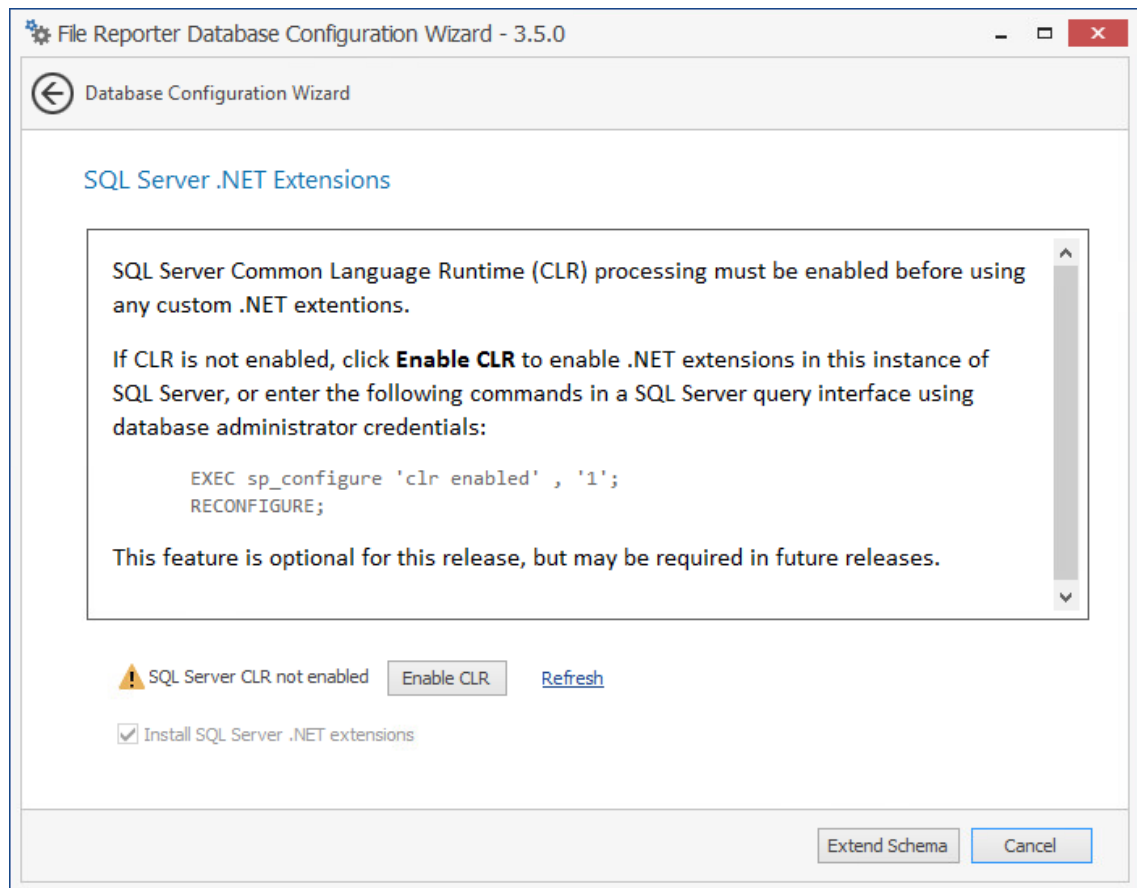 File Reporter Database Configuration Wizard - 3.5.0
Database Configuration Wizard
SQL Server .NET Extensions
SQL Server Common Language Runtime (CLR) processing must be enabled before using
any custom .NET extentions.
If CLR is not enabled, click Enable CLR to enable .NET extensions in this instance of
SQL Server, or enter the following commands in a SQL Server query interface using
database administrator credentials:
EXEC sp_configure 'clr enabled' , '1';
RECONFIGURE;
This feature is optional for this release, but may be required in future releases.
SQL Server CLR not enabled Enable CLR Refresh
Install SQL Server .NET extensions
Extend Schema Cancel